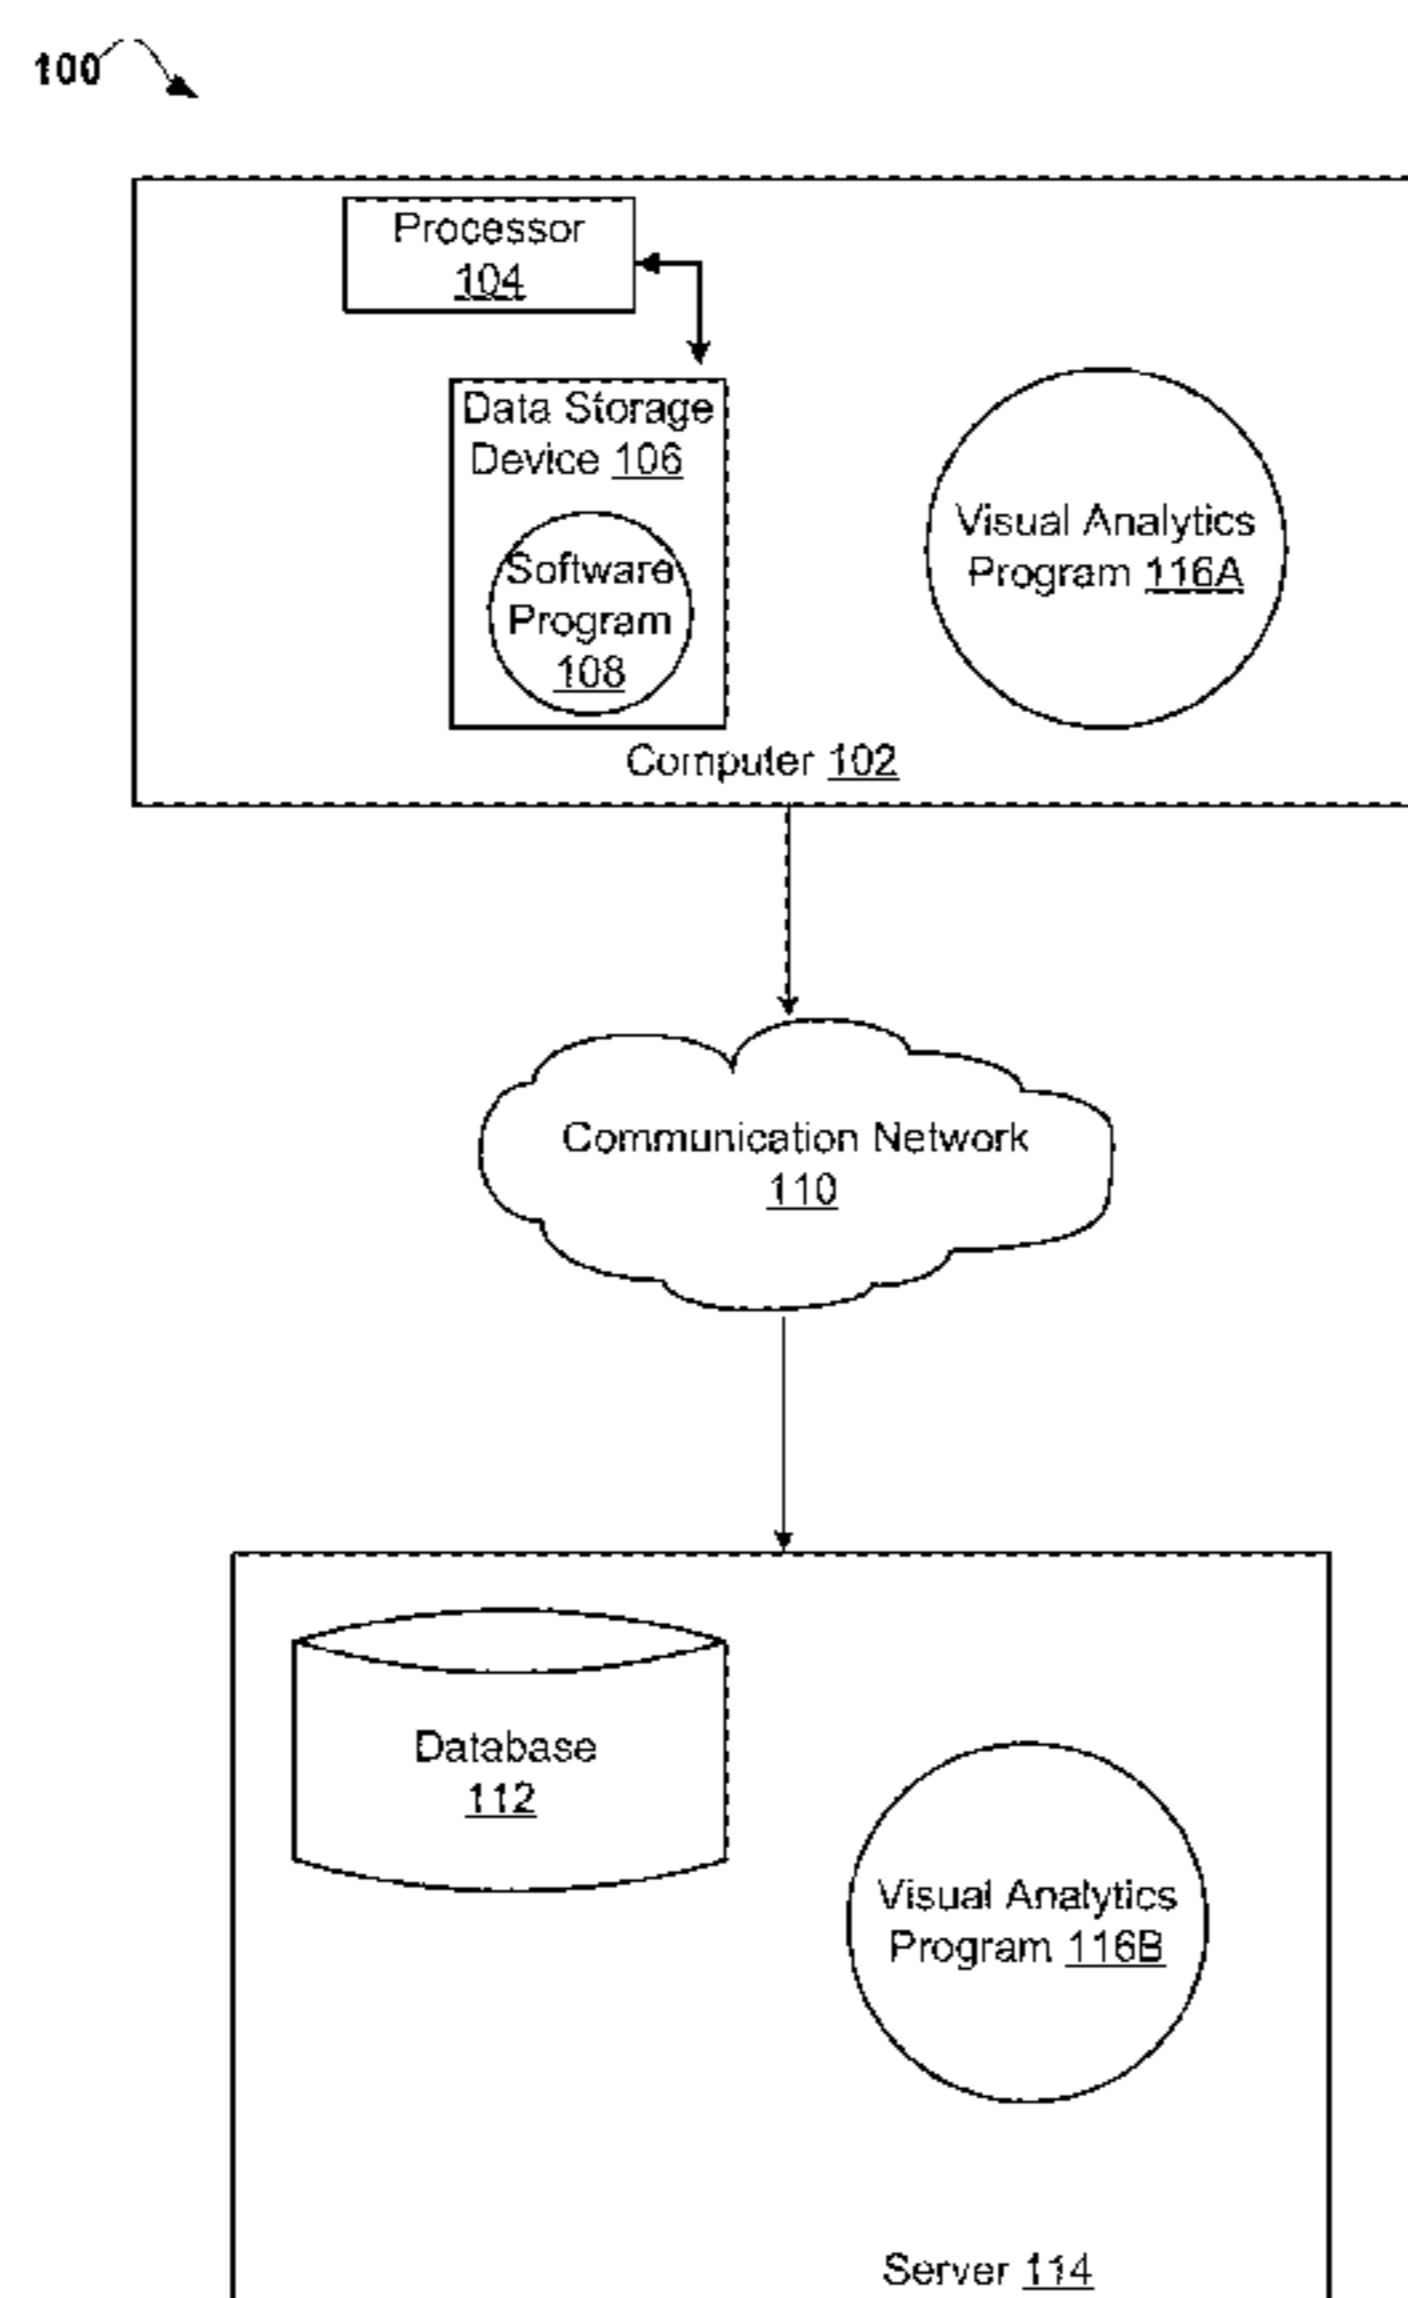 100
Processor
104
Data Storage
Device 106
Software
Program
108
Visual Analytics
Program 116A
Computer 102
Communication Network
110
Database
112
Visual Analytics
Program 116B
Server 114